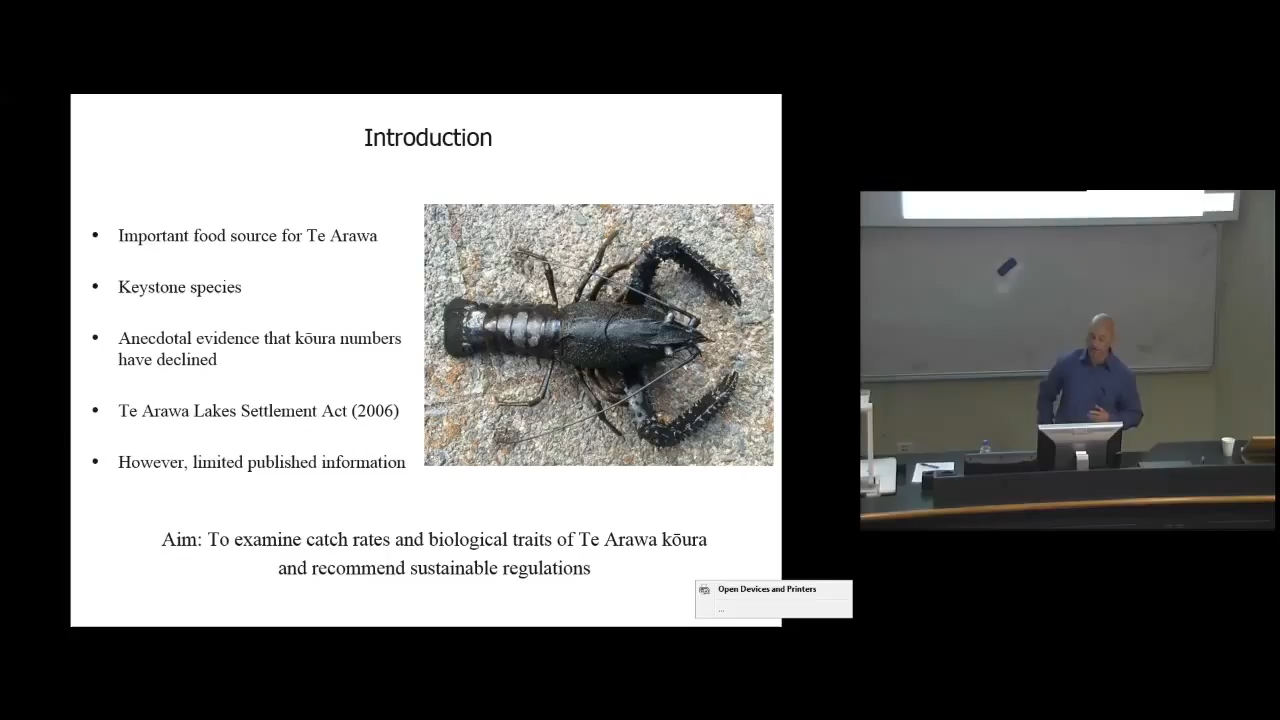 Introduction
• Important food source for Te Arawa
• Keystone species
• Anecdotal evidence that kōura numbers
have declined
• Te Arawa Lakes Settlement Act (2006)
• However, limited published information
Aim: To examine catch rates and biological traits of Te Arawa kōura
and recommend sustainable regulations
Open Devices and Printers
...